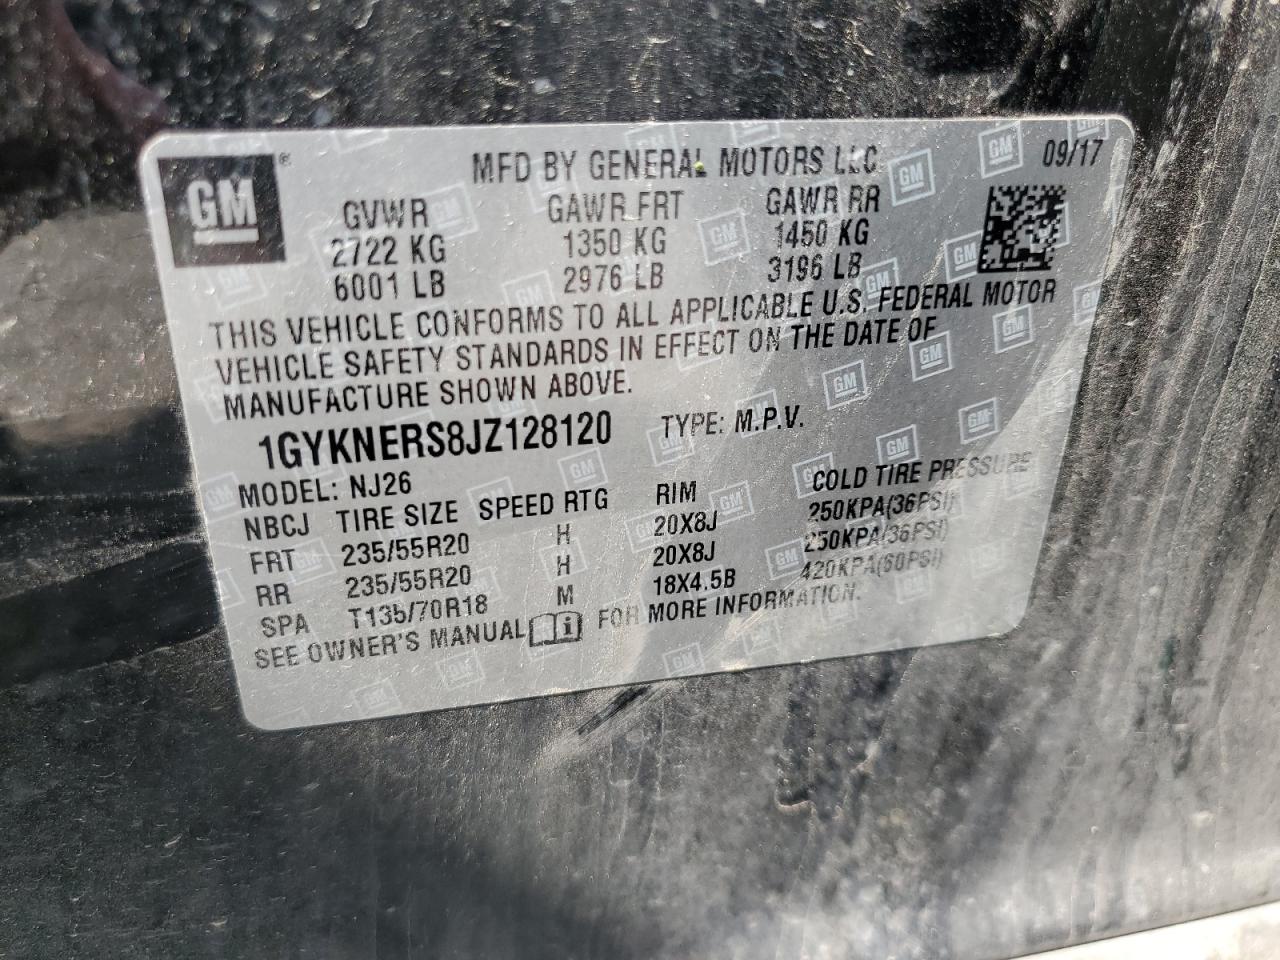 GM® MFD BY GENERAL MOTORS LLC 09/17
GVWR GAWR FRT GAWR RR
2722 KG 1350 KG 1450 KG
6001 LB 2976 LB 3196 LB
THIS VEHICLE CONFORMS TO ALL APPLICABLE U.S. FEDERAL MOTOR
VEHICLE SAFETY STANDARDS IN EFFECT ON THE DATE OF
MANUFACTURE SHOWN ABOVE.
1GYKNERS8JZ128120 TYPE: M.P.V.
MODEL: NJ26
NBCJ TIRE SIZE SPEED RTG RIM COLD TIRE PRESSURE
FRT 235/55R20 H 20X8J 250KPA(36PSI)
RR 235/55R20 H 20X8J 250KPA(36PSI)
SPA T135/70R18 M 18X4.5B 420KPA(60PSI)
SEE OWNER'S MANUAL i FOR MORE INFORMATION.